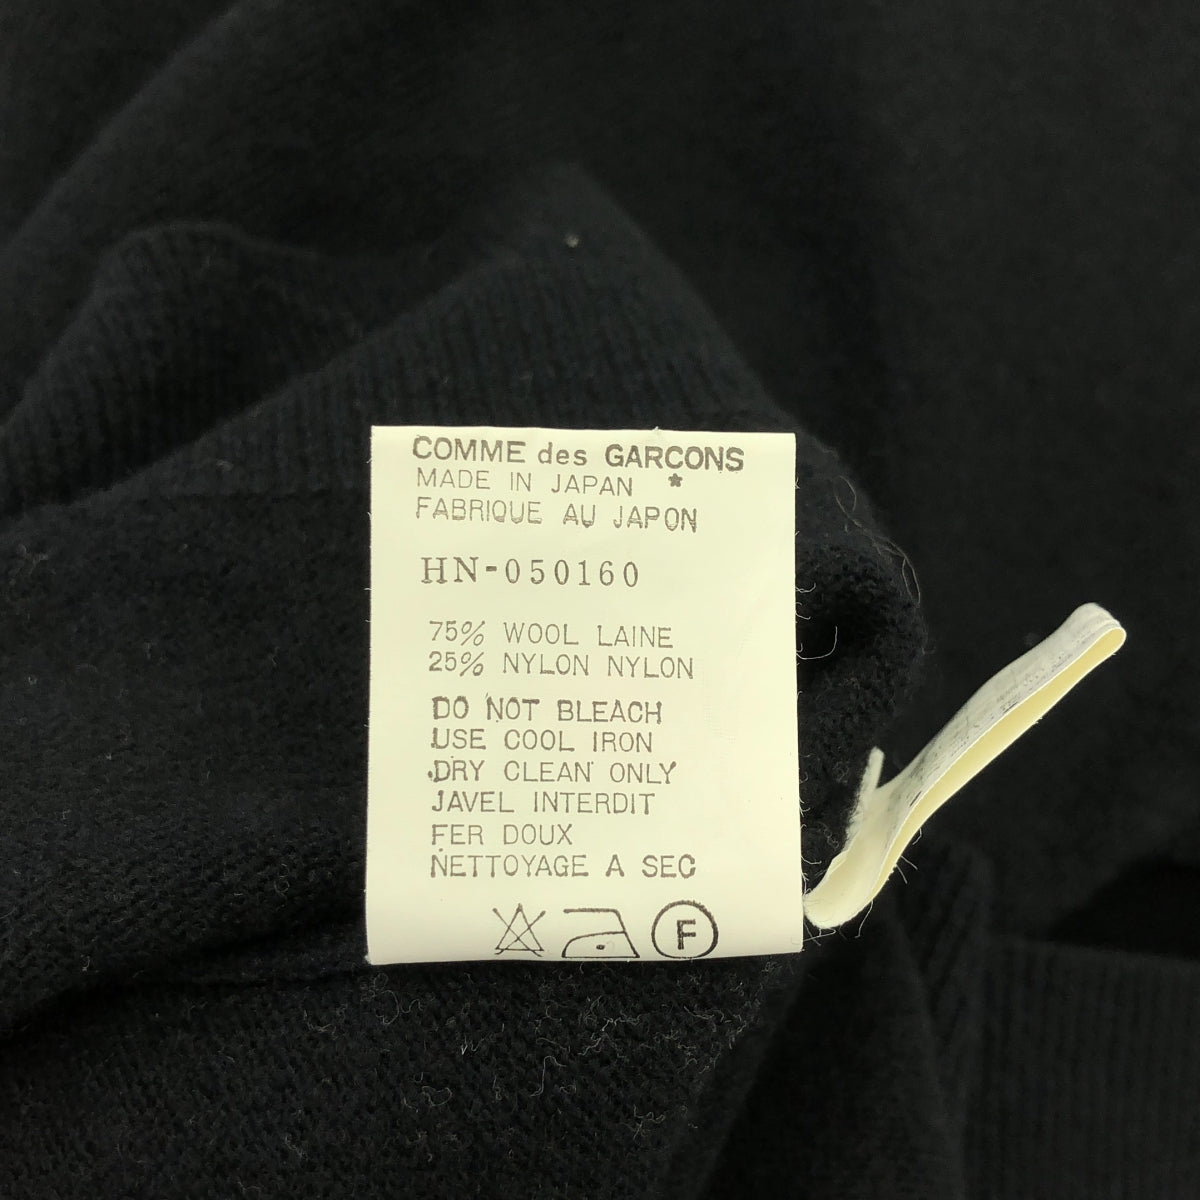 COMME des GARCONS
MADE IN JAPAN *
FABRIQUE AU JAPON
HN-050160
75% WOOL LAINE
25% NYLON NYLON
DO NOT BLEACH
USE COOL IRON
DRY CLEAN ONLY
JAVEL INTERDIT
FER DOUX
NETTOYAGE A SEC
F